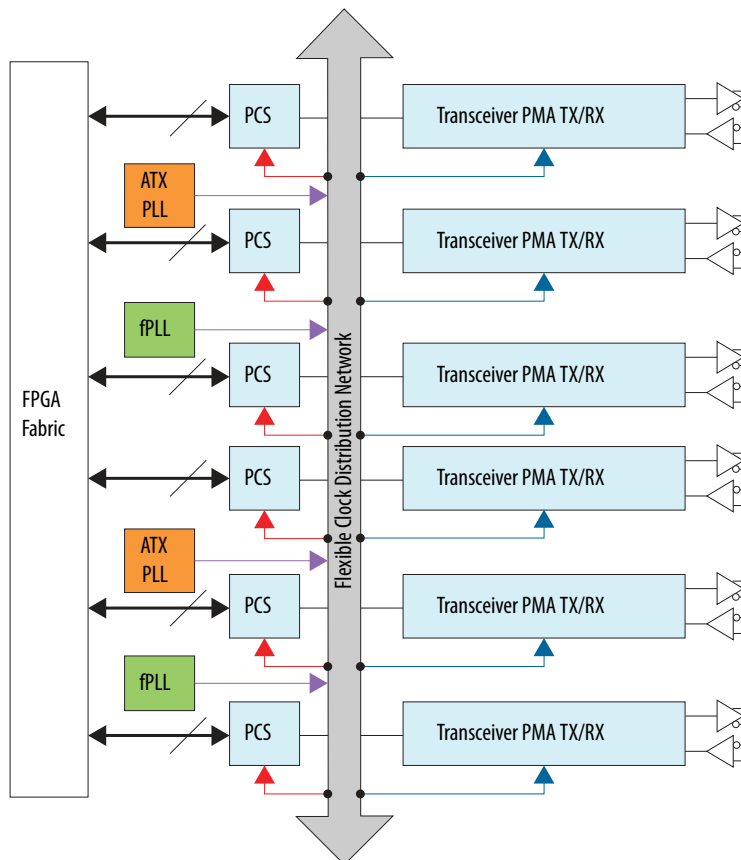 PCS
Transceiver PMA TX/RX
ATX
PLL
PCS
Transceiver PMA TX/RX
fPLL
PCS
Transceiver PMA TX/RX
FPGA
Fabric
Flexible Clock Distribution Network
PCS
Transceiver PMA TX/RX
ATX
PLL
PCS
Transceiver PMA TX/RX
fPLL
PCS
Transceiver PMA TX/RX